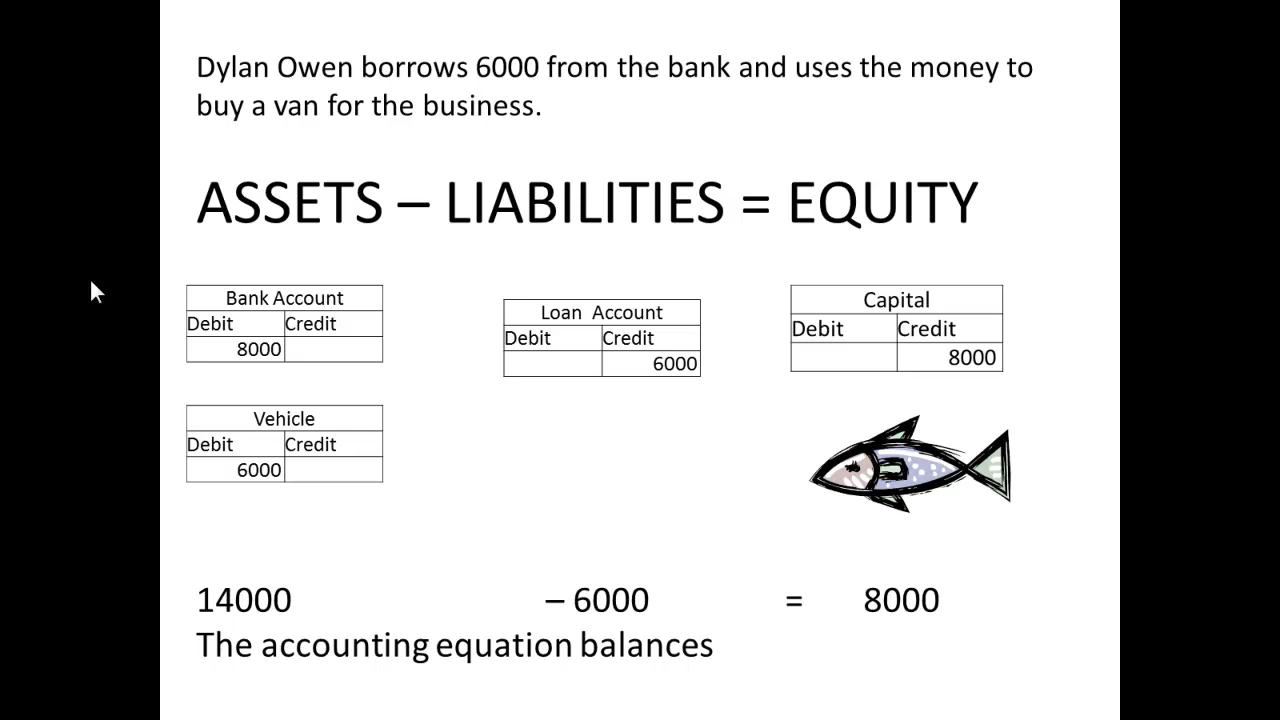 Dylan Owen borrows 6000 from the bank and uses the money to
buy a van for the business.
ASSETS – LIABILITIES = EQUITY
Bank Account
Debit Credit
8000
Loan Account
Debit Credit
6000
Capital
Debit Credit
8000
Vehicle
Debit Credit
6000
14000 – 6000 = 8000
The accounting equation balances